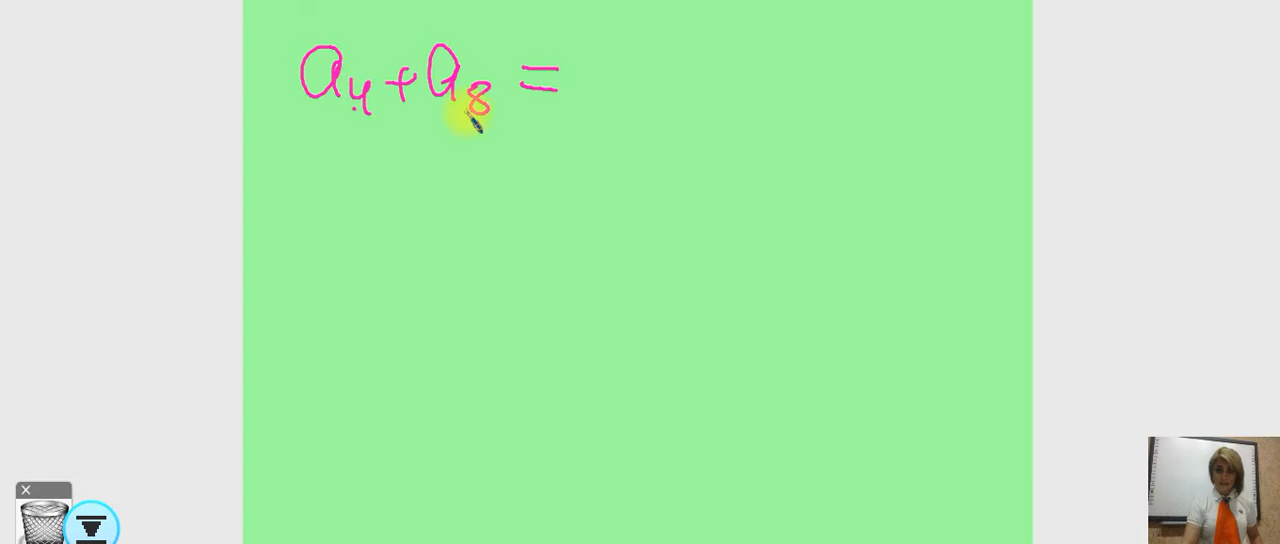 a₄ + a₈ =